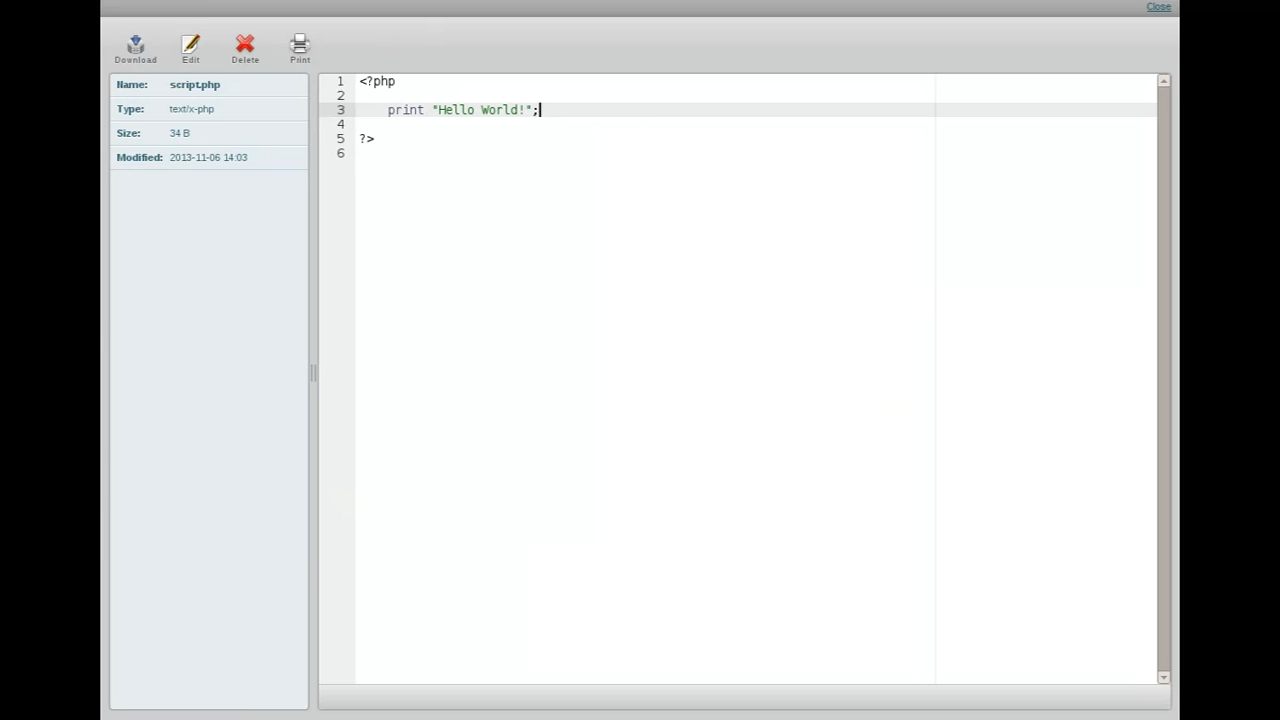 Close
Download Edit Delete Print
Name: script.php
Type: text/x-php
Size: 34 B
Modified: 2013-11-06 14:03
1 <?php
2
3 print "Hello World!";
4
5 ?>
6